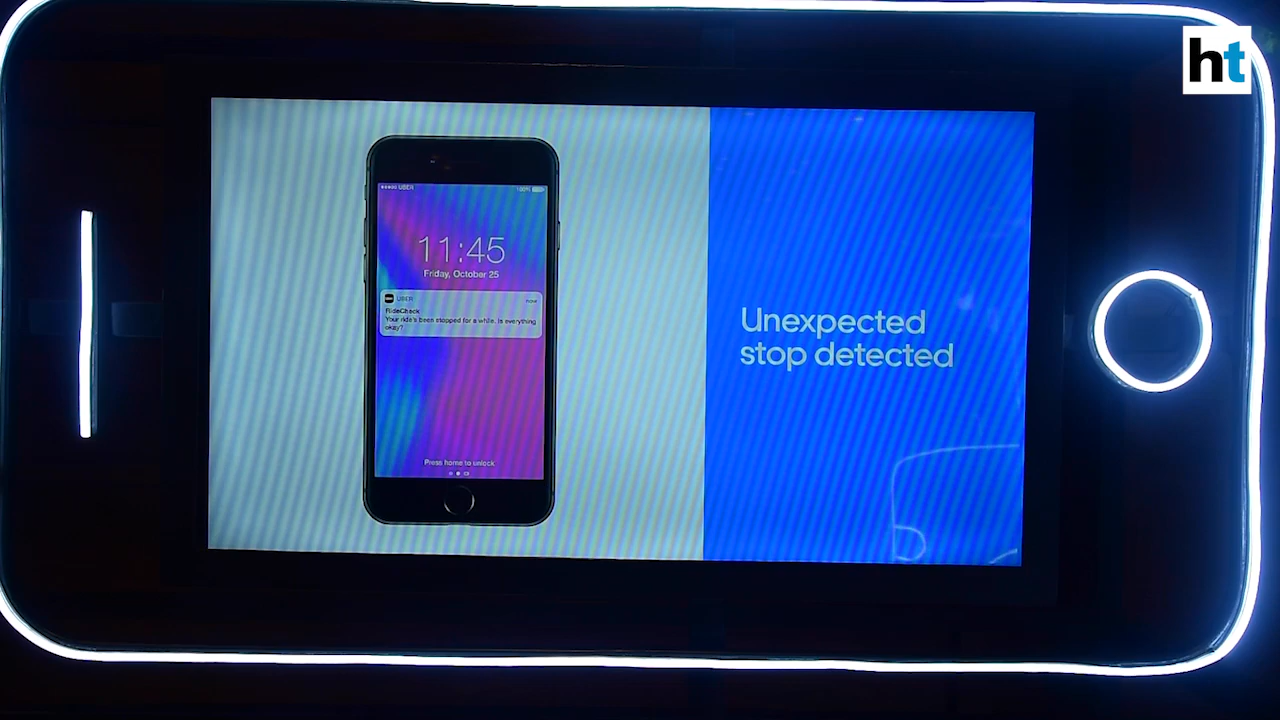 ht
UBER
100%
11:45
Friday, October 25
UBER
now
RideCheck
Your ride's been stopped for a while. Is everything
okay?
Press home to unlock
Unexpected
stop detected